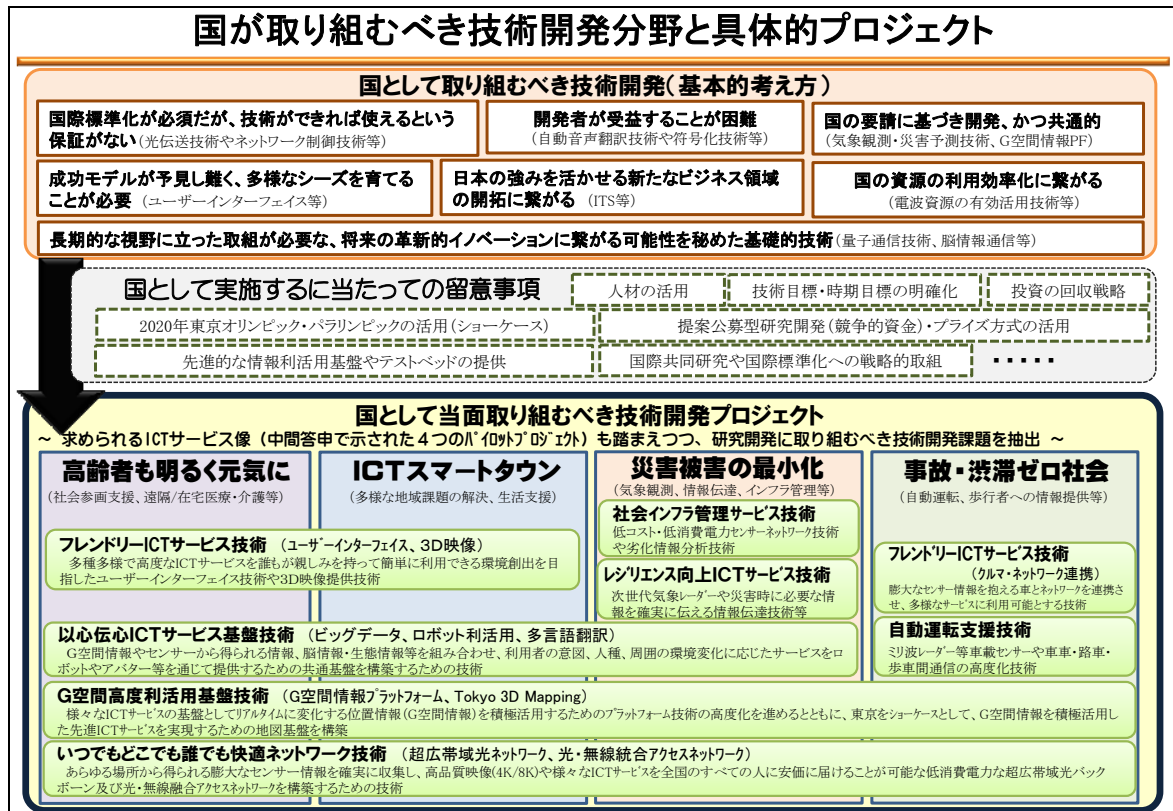 国が取り組むべき技術開発分野と具体的プロジェクト
国として取り組むべき技術開発（基本的考え方）
国際標準化が必須だが、技術ができれば使えるという
保証がない（光伝送技術やネットワーク制御技術等）
開発者が受益することが困難
（自動音声翻訳技術や符号化技術等）
国の要請に基づき開発、かつ共通的
（気象観測・災害予測技術、G空間情報PF）
成功モデルが予見し難く、多様なシーズを育てる
ことが必要 （ユーザーインターフェイス等）
日本の強みを活かせる新たなビジネス領域
の開拓に繋がる （ITS等）
国の資源の利用効率化に繋がる
（電波資源の有効活用技術等）
長期的な視野に立った取組が必要な、将来の革新的イノベーションに繋がる可能性を秘めた基礎的技術（量子通信技術、脳情報通信等）
国として実施するに当たっての留意事項
人材の活用
技術目標・時期目標の明確化
投資の回収戦略
2020年東京オリンピック・パラリンピックの活用（ショーケース）
提案公募型研究開発（競争的資金）・プライズ方式の活用
先進的な情報利活用基盤やテストベッドの提供
国際共同研究や国際標準化への戦略的取組
・・・・・
国として当面取り組むべき技術開発プロジェクト
～ 求められるICTサービス像（中間答申で示された４つのﾊﾟｲﾛｯﾄﾌﾟﾛｼﾞｪｸﾄ）も踏まえつつ、研究開発に取り組むべき技術開発課題を抽出 ～
高齢者も明るく元気に
（社会参画支援、遠隔/在宅医療・介護等）
ICTスマートタウン
（多様な地域課題の解決、生活支援）
災害被害の最小化
（気象観測、情報伝達、インフラ管理等）
事故・渋滞ゼロ社会
（自動運転、歩行者への情報提供等）
社会インフラ管理サービス技術
低コスト・低消費電力センサーネットワーク技術
や劣化情報分析技術
フレンドリーICTサービス技術 （ユーザーインターフェイス、３D映像）
多種多様で高度なICTサービスを誰もが親しみを持って簡単に利用できる環境創出を目
指したユーザーインターフェイス技術や3D映像提供技術
レジリエンス向上ICTサービス技術
次世代気象レーダーや災害時に必要な情
報を確実に伝える情報伝達技術等
フレンドリーICTサービス技術
（クルマ・ネットワーク連携）
膨大なセンサー情報を抱える車とネットワークを連携さ
せ、多様なサービスに利用可能とする技術
以心伝心ICTサービス基盤技術 （ビッグデータ、ロボット利活用、多言語翻訳）
G空間情報やセンサーから得られる情報、脳情報・生態情報等を組み合わせ、利用者の意図、人種、周囲の環境変化に応じたサービスをロ
ボットやアバター等を通じて提供するための共通基盤を構築するための技術
自動運転支援技術
ミリ波レーダー等車載センサーや車車・路車・
歩車間通信の高度化技術
G空間高度利活用基盤技術 （G空間情報プラットフォーム、Tokyo 3D Mapping）
様々なICTサービスの基盤としてリアルタイムに変化する位置情報（G空間情報）を積極活用するためのプラットフォーム技術の高度化を進めるとともに、東京をショーケースとして、G空間情報を積極活用し
た先進ICTサービスを実現するための地図基盤を構築
いつでもどこでも誰でも快適ネットワーク技術 （超広帯域光ネットワーク、光・無線統合アクセスネットワーク）
あらゆる場所から得られる膨大なセンサー情報を確実に収集し、高品質映像(4K/8K)や様々なICTサービスを全国のすべての人に安価に届けることが可能な低消費電力な超広帯域光バック
ボーン及び光・無線融合アクセスネットワークを構築するための技術